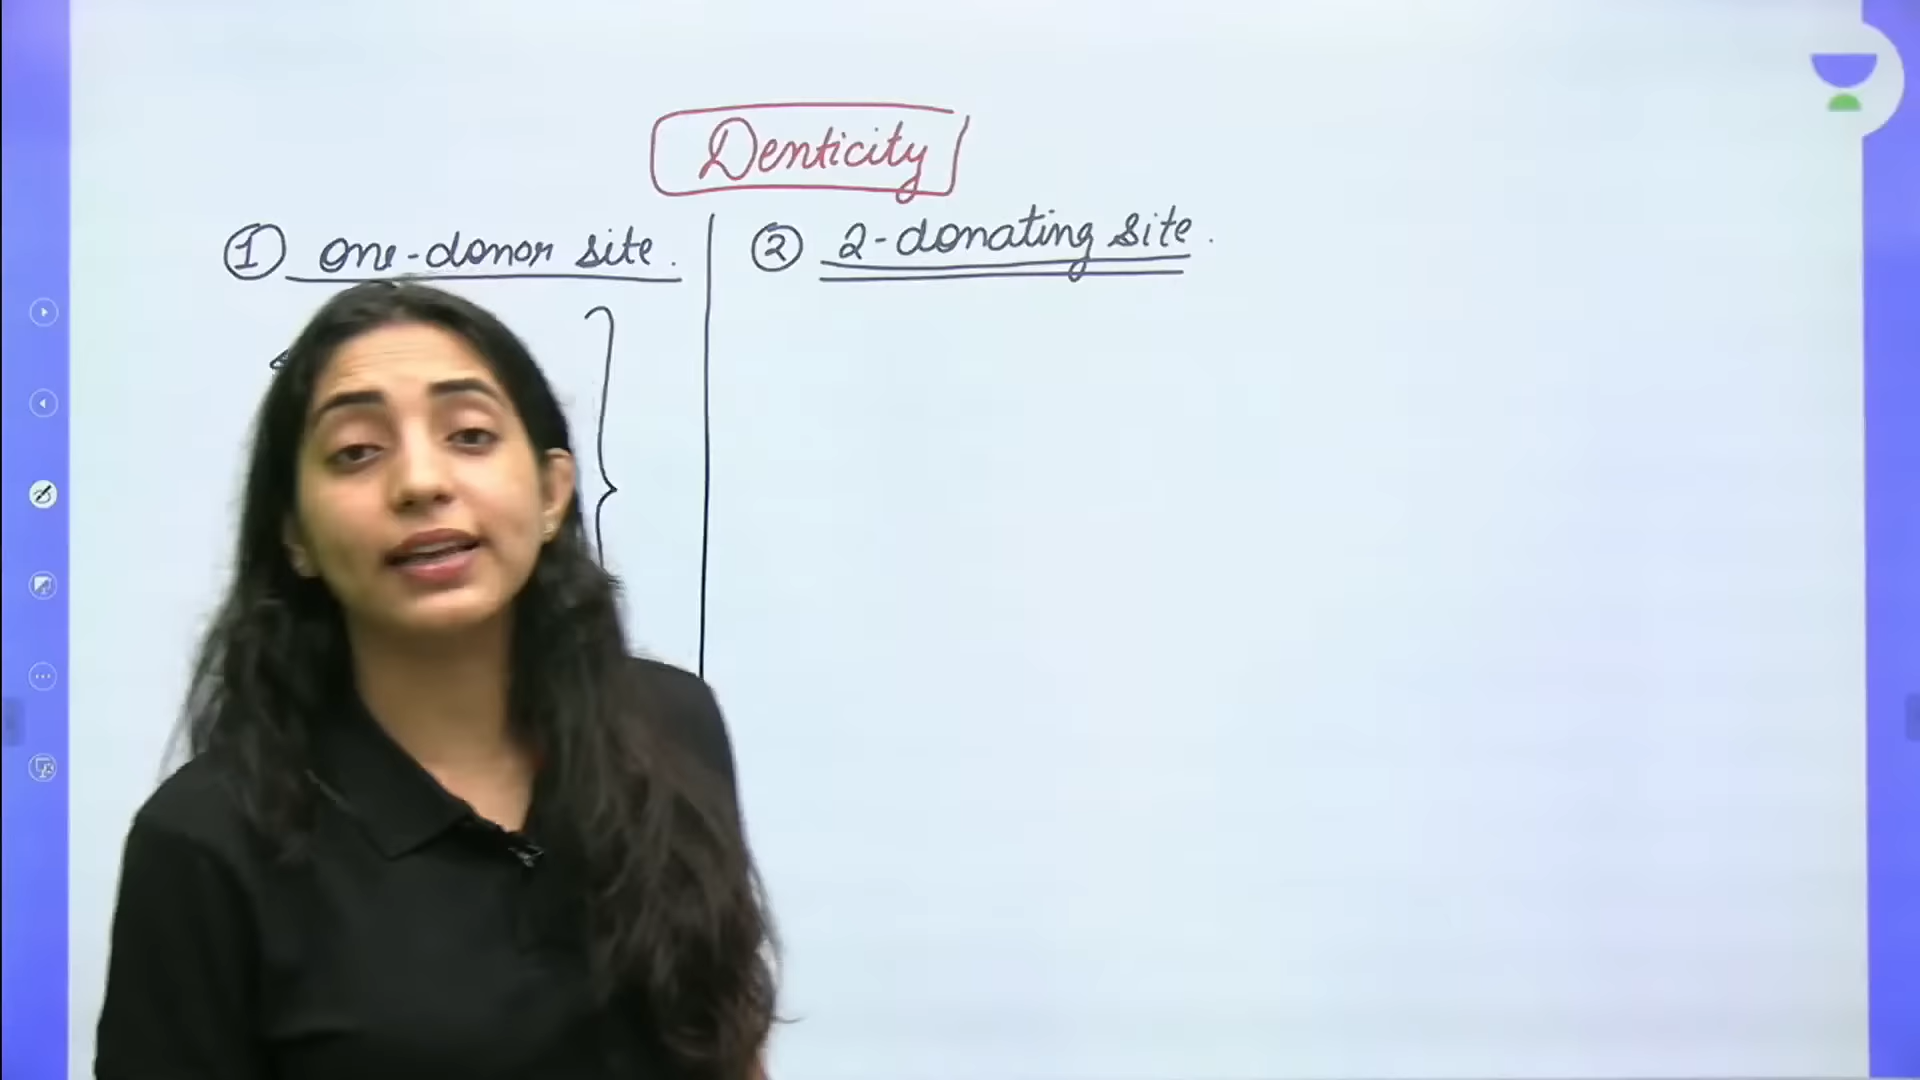 Denticity
① one-donor site.
② 2-donating site.